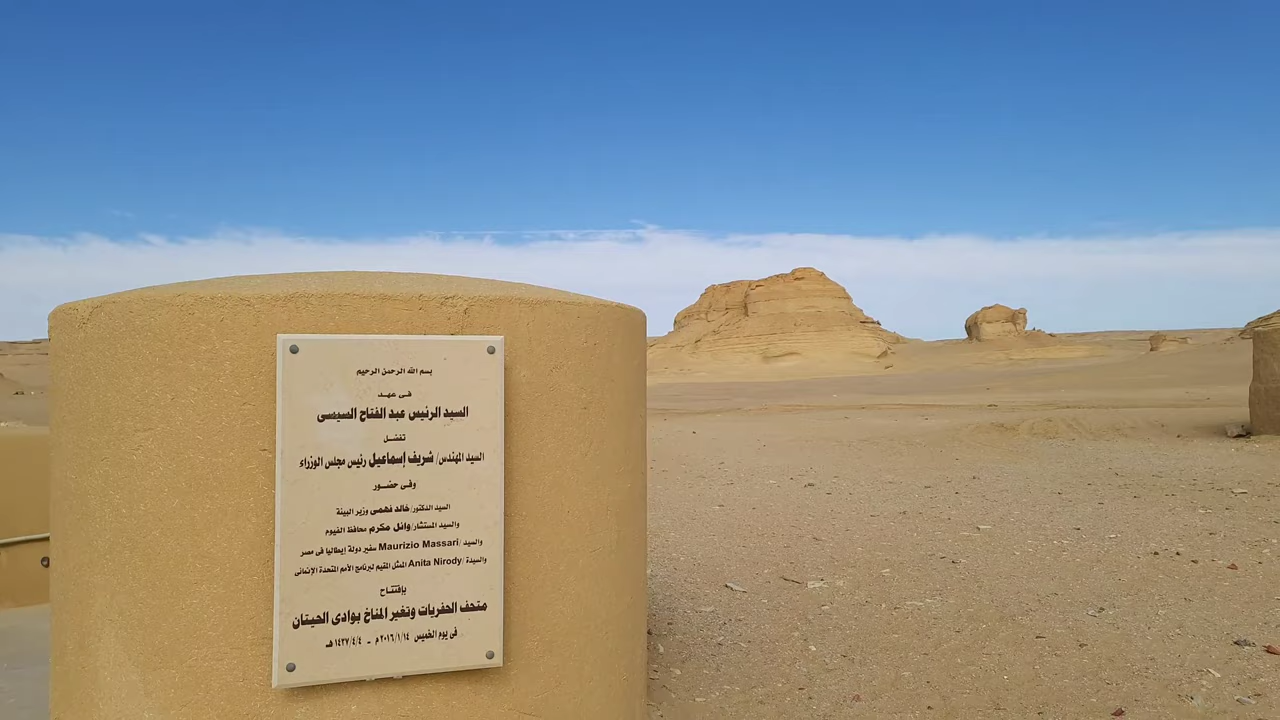 بسم الله الرحمن الرحيم
فى عهد
السيد الرئيس عبد الفتاح السيسى
تفضل
السيد المهندس/ شريف إسماعيل رئيس مجلس الوزراء
وفى حضور
السيد الدكتور/خالد فهمى وزير البيئة
والسيد المستشار/وائل مكرم محافظ الفيوم
والسيد /Maurizio Massari سفير دولة إيطاليا فى مصر
والسيدة /Anita Nirody الممثل المقيم لبرنامج الأمم المتحدة الإنمائى
بإفتتاح
متحف الحفريات وتغير المناخ بوادى الحيتان
فى يوم الخميس ٢٠١٦/١/١٤م - ١٤٣٧/٤/٤هـ